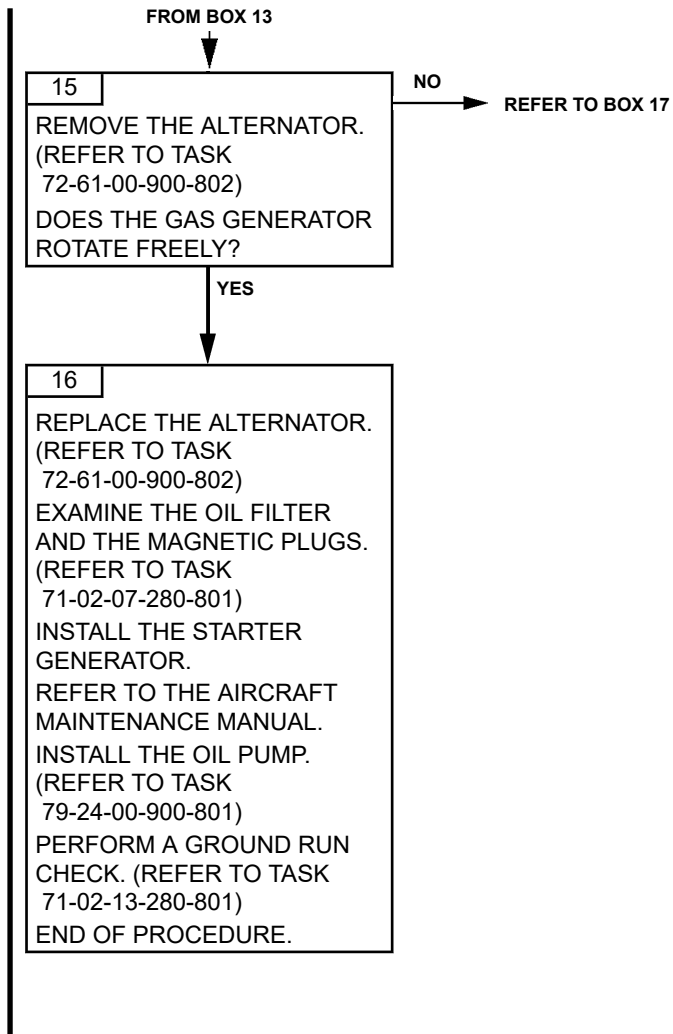 FROM BOX 13
15
NO
REFER TO BOX 17
REMOVE THE ALTERNATOR.
(REFER TO TASK
72-61-00-900-802)
DOES THE GAS GENERATOR
ROTATE FREELY?
YES
16
REPLACE THE ALTERNATOR.
(REFER TO TASK
72-61-00-900-802)
EXAMINE THE OIL FILTER
AND THE MAGNETIC PLUGS.
(REFER TO TASK
71-02-07-280-801)
INSTALL THE STARTER
GENERATOR.
REFER TO THE AIRCRAFT
MAINTENANCE MANUAL.
INSTALL THE OIL PUMP.
(REFER TO TASK
79-24-00-900-801)
PERFORM A GROUND RUN
CHECK. (REFER TO TASK
71-02-13-280-801)
END OF PROCEDURE.